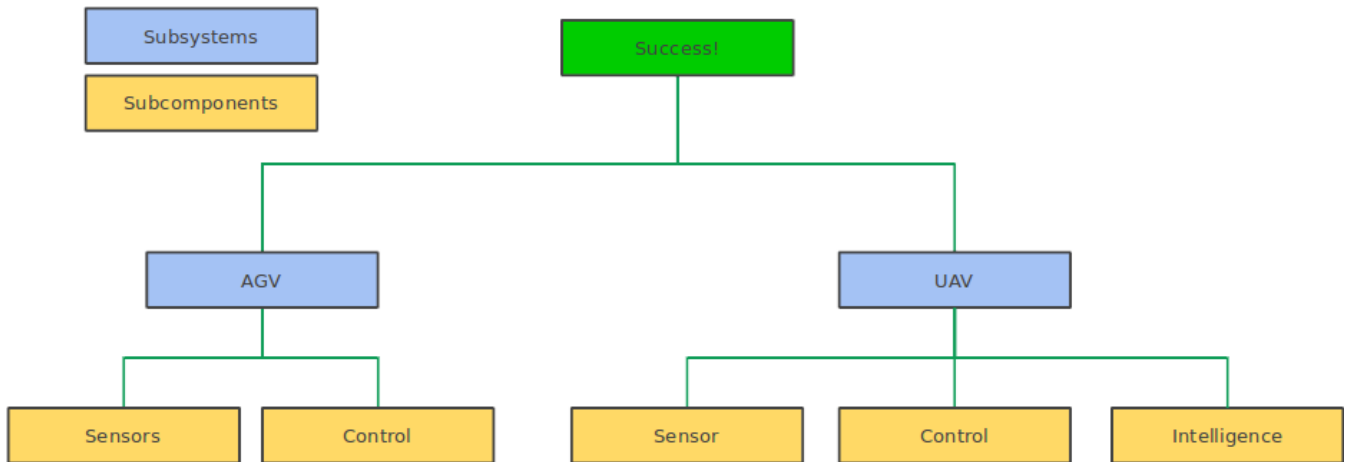 Subsystems
Success!
Subcomponents
AGV
UAV
Sensors
Control
Sensor
Control
Intelligence